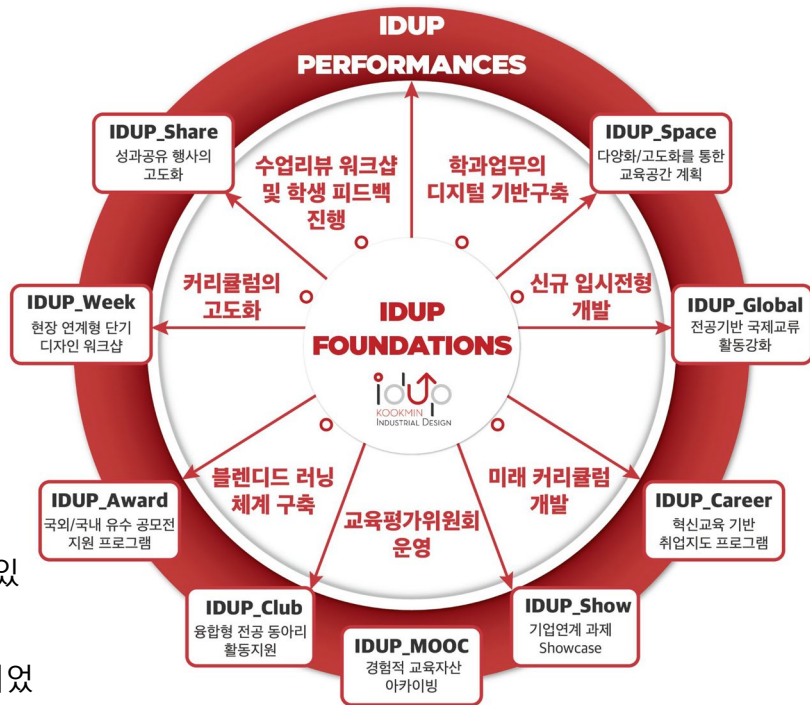 IDUP
PERFORMANCES
IDUP_Share
성과공유 행사의
고도화
IDUP_Space
다양화/고도화를 통한
교육공간 계획
수업리뷰 워크샵
및 학생 피드백
진행
학과업무의
디지털 기반구축
커리큘럼의
고도화
신규 입시전형
개발
IDUP_Week
현장 연계형 단기
디자인 워크샵
IDUP
FOUNDATIONS
idup
KOOKMIN
INDUSTRIAL DESIGN
IDUP_Global
전공기반 국제교류
활동강화
블렌디드 러닝
체계 구축
교육평가위원회
운영
미래 커리큘럼
개발
IDUP_Award
국외/국내 유수 공모전
지원 프로그램
IDUP_Career
혁신교육 기반
취업지도 프로그램
있
IDUP_Club
융합형 전공 동아리
활동지원
IDUP_MOOC
경험적 교육자산
아카이빙
IDUP_Show
기업연계 과제
Showcase